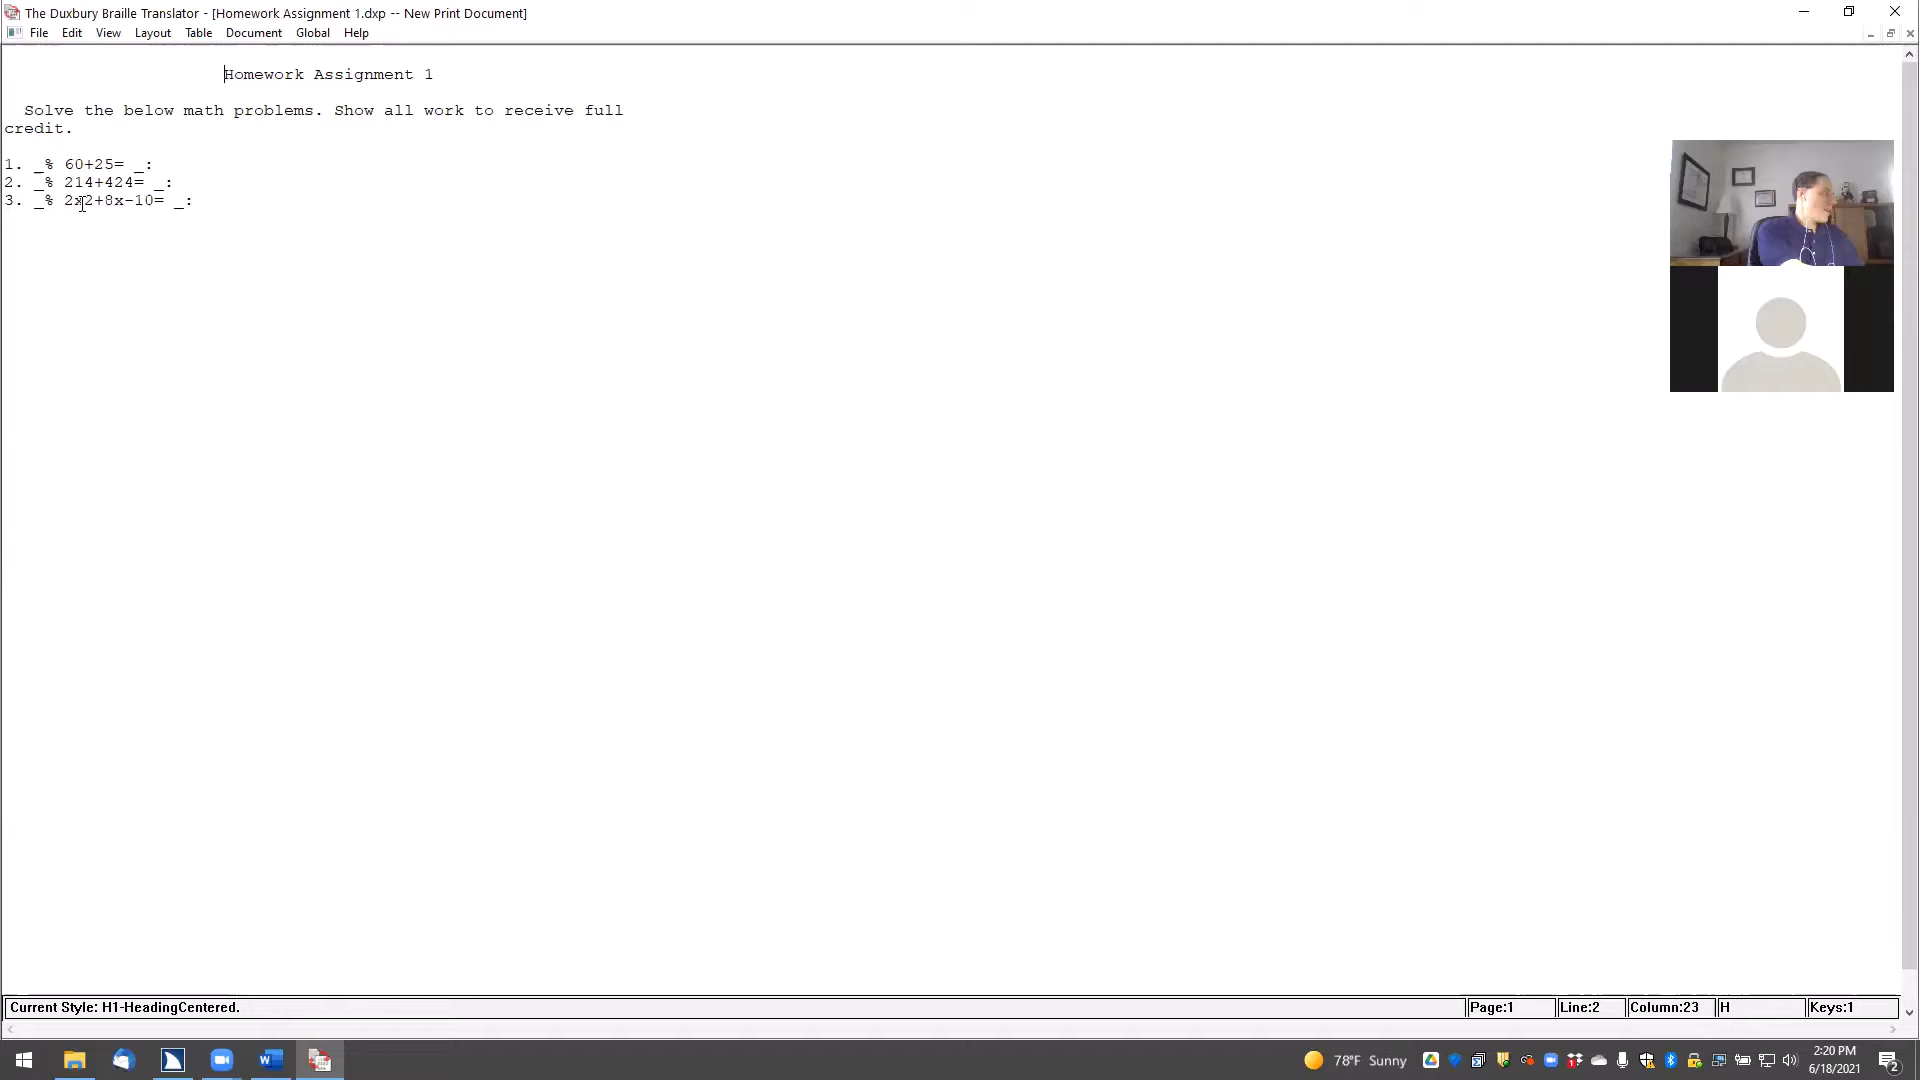 The Duxbury Braille Translator - [Homework Assignment 1.dxp -- New Print Document]
File Edit View Layout Table Document Global Help
Homework Assignment 1
Solve the below math problems. Show all work to receive full
credit.
1. _% 60+25= _:
2. _% 214+424= _:
3. _% 2x2+8x-10= _:
Current Style: H1-HeadingCentered. Page:1 Line:2 Column:23 H Keys:1
78°F Sunny 2:20 PM
6/18/2021 2